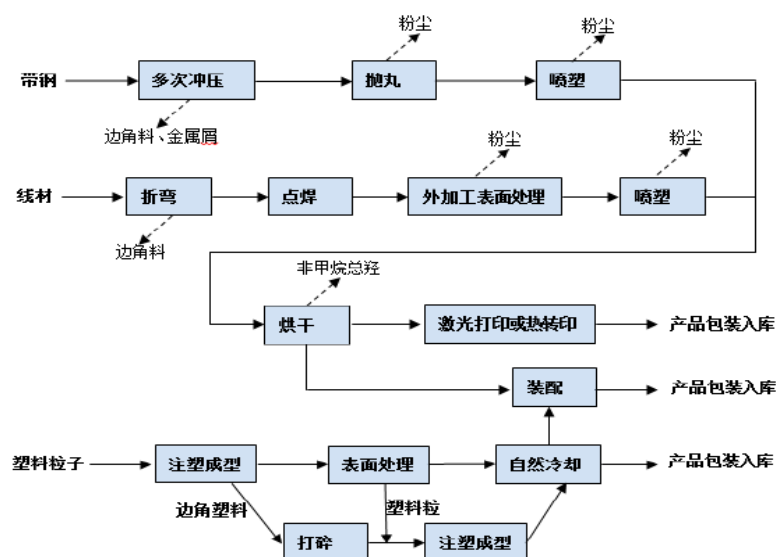 粉尘
粉尘
带钢
多次冲压
抛丸
喷塑
边角料、金属屑
粉尘
粉尘
线材
折弯
点焊
外加工表面处理
喷塑
边角料
非甲烷总羟
烘干
激光打印或热转印
产品包装入库
装配
产品包装入库
塑料粒子
注塑成型
表面处理
自然冷却
产品包装入库
边角塑料
塑料粒
打碎
注塑成型